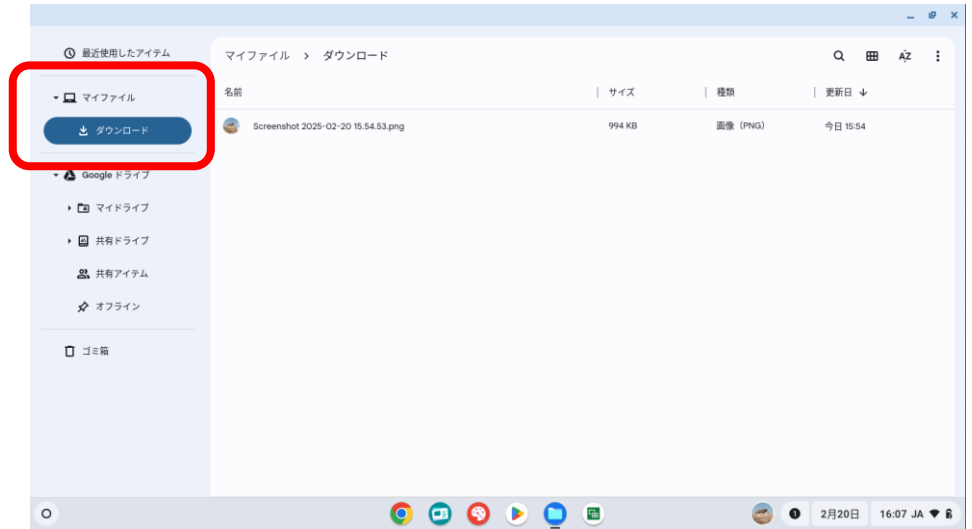 最近使用したアイテム
マイファイル
ダウンロード
Google ドライブ
マイドライブ
共有ドライブ
共有アイテム
オフライン
ゴミ箱
マイファイル > ダウンロード
AZ
名前 サイズ 種類 更新日
Screenshot 2025-02-20 15.54.53.png 994 KB 画像 (PNG) 今日 15:54
1 2月20日 16:07 JA